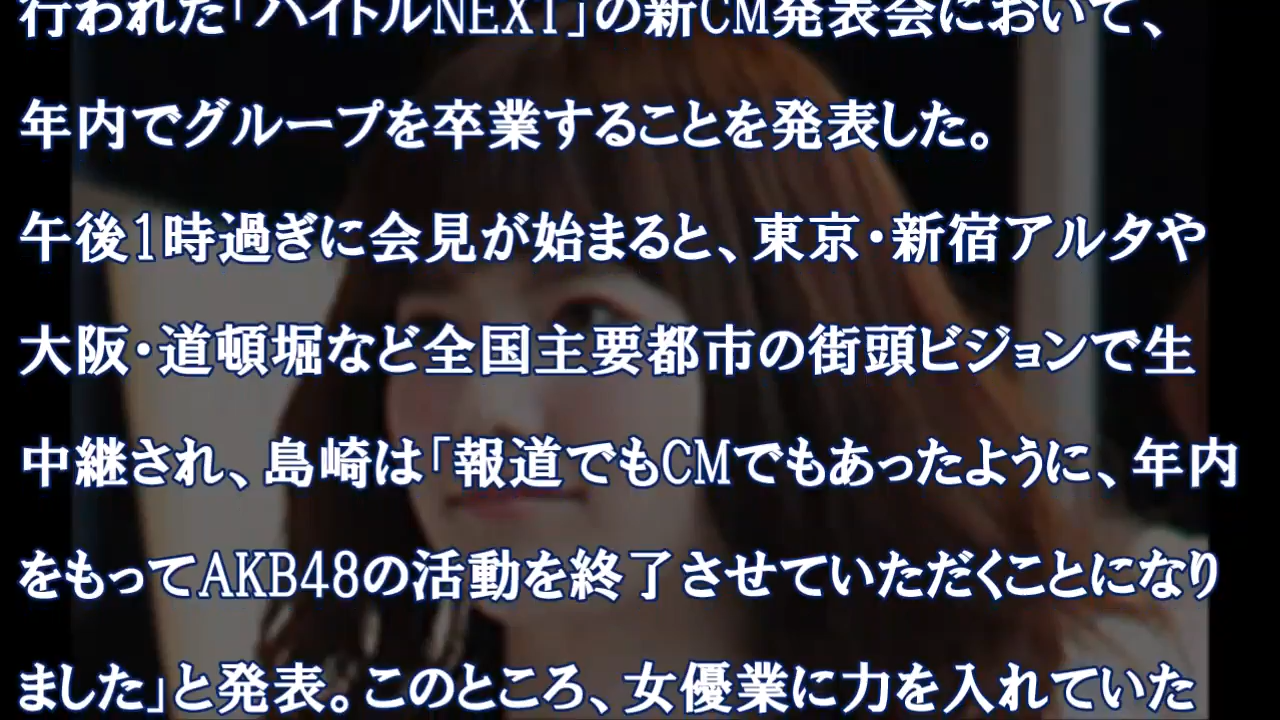 行われた「バイトルNEXT」の新CM発表会において、
年内でグループを卒業することを発表した。
午後1時過ぎに会見が始まると、東京・新宿アルタや
大阪・道頓堀など全国主要都市の街頭ビジョンで生
中継され、島崎は「報道でもCMでもあったように、年内
をもってAKB48の活動を終了させていただくことになり
ました」と発表。このところ、女優業に力を入れていた